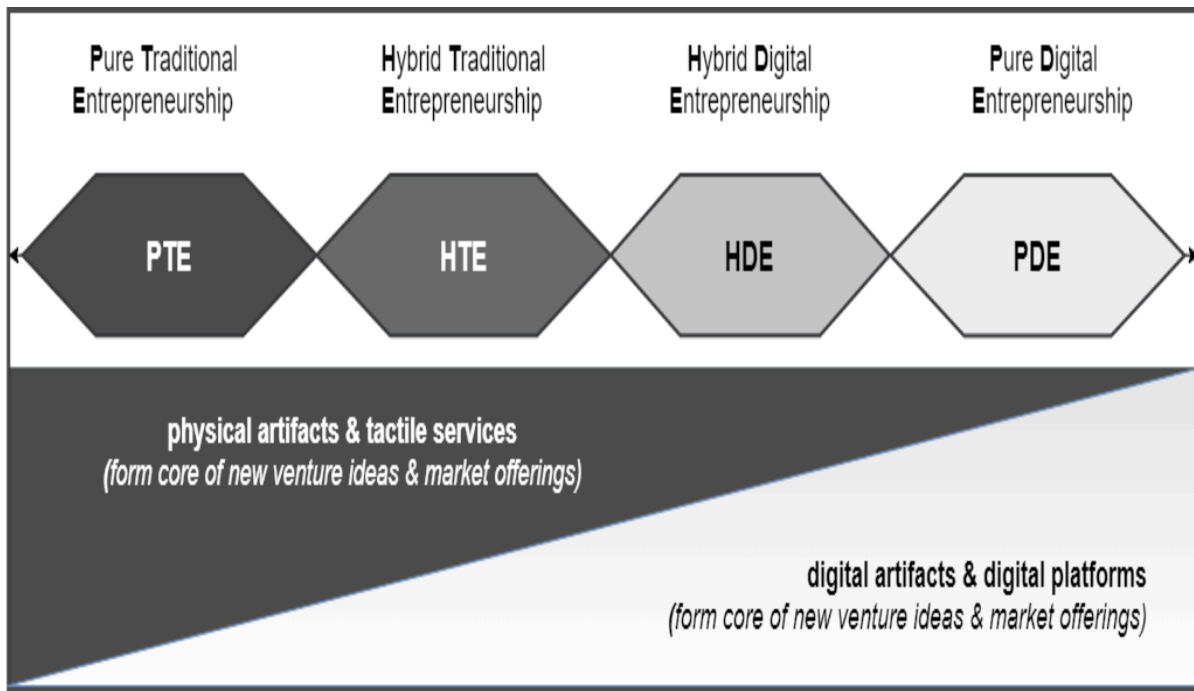 Pure Traditional
Entrepreneurship
Hybrid Traditional
Entrepreneurship
Hybrid Digital
Entrepreneurship
Pure Digital
Entrepreneurship
PTE
HTE
HDE
PDE
physical artifacts & tactile services
(form core of new venture ideas & market offerings)
digital artifacts & digital platforms
(form core of new venture ideas & market offerings)